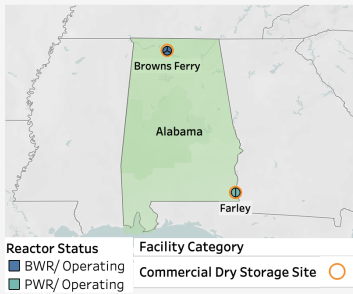 Browns Ferry
Alabama
Farley
Reactor Status
BWR/ Operating
PWR/ Operating
Facility Category
Commercial Dry Storage Site